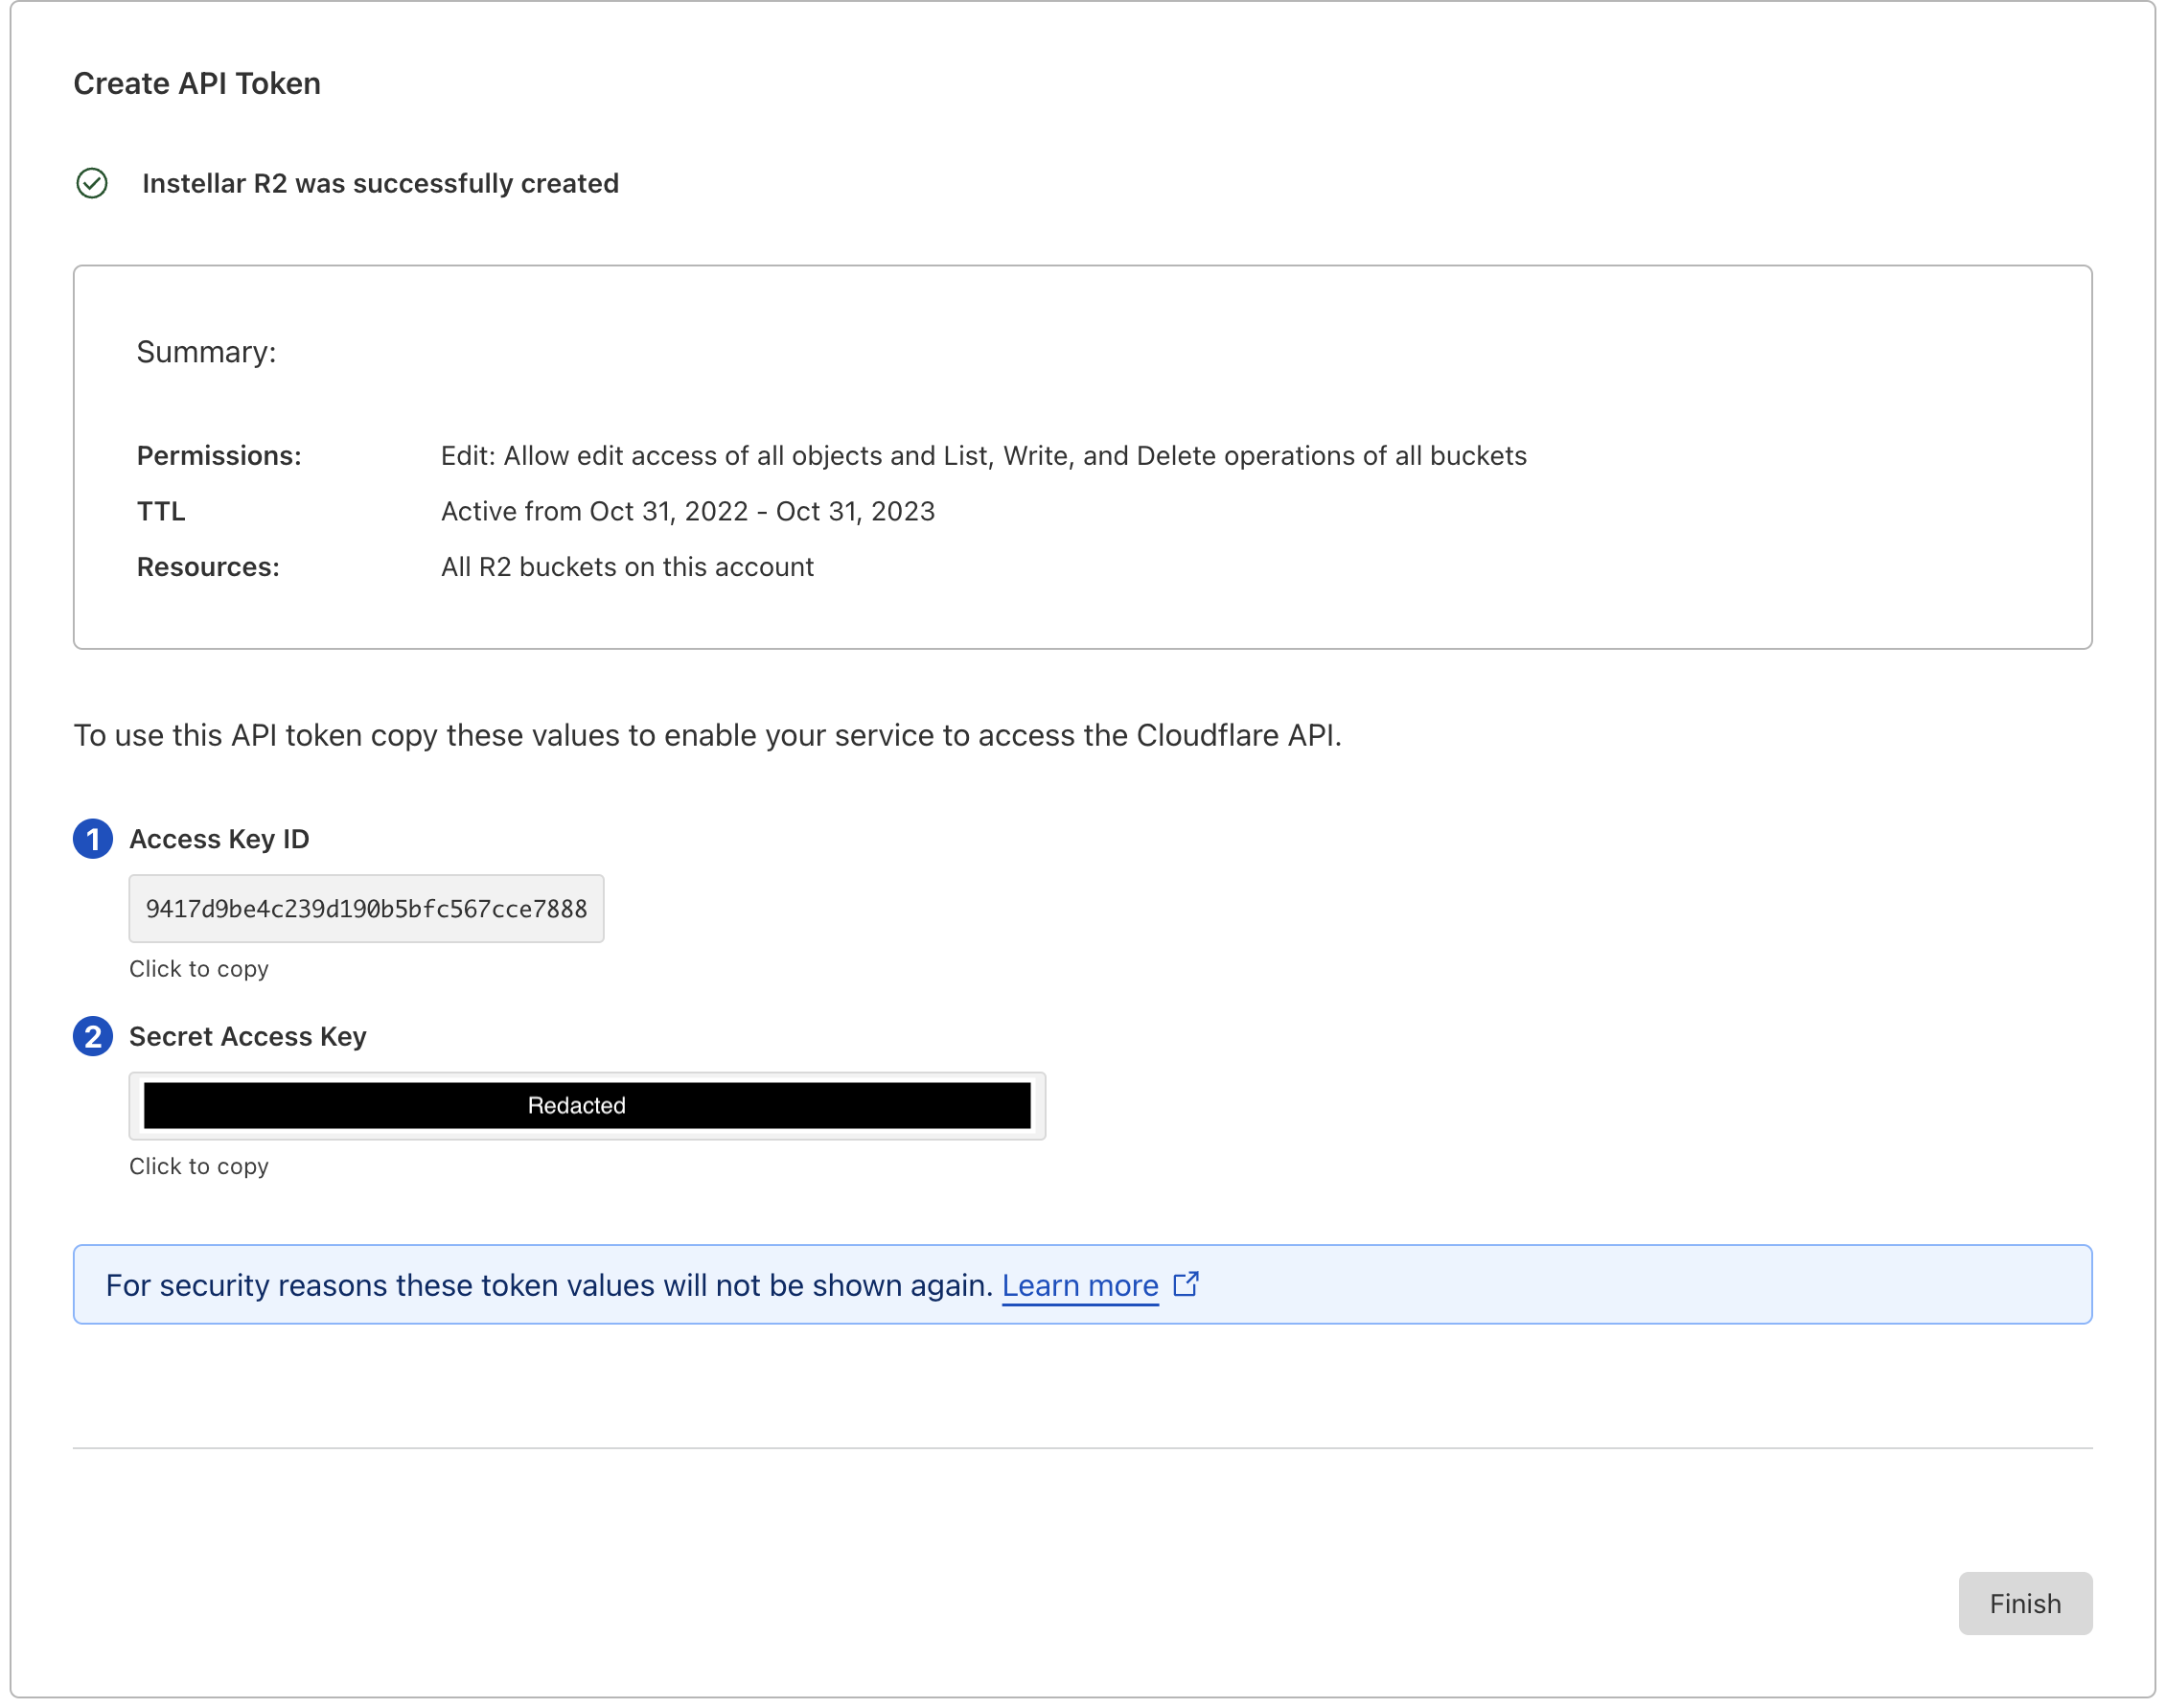 Create API Token
Instellar R2 was successfully created
Summary:
Permissions: Edit: Allow edit access of all objects and List, Write, and Delete operations of all buckets
TTL Active from Oct 31, 2022 - Oct 31, 2023
Resources: All R2 buckets on this account
To use this API token copy these values to enable your service to access the Cloudflare API.
1 Access Key ID
9417d9be4c239d190b5bfc567cce7888
Click to copy
2 Secret Access Key
Redacted
Click to copy
For security reasons these token values will not be shown again. Learn more
Finish